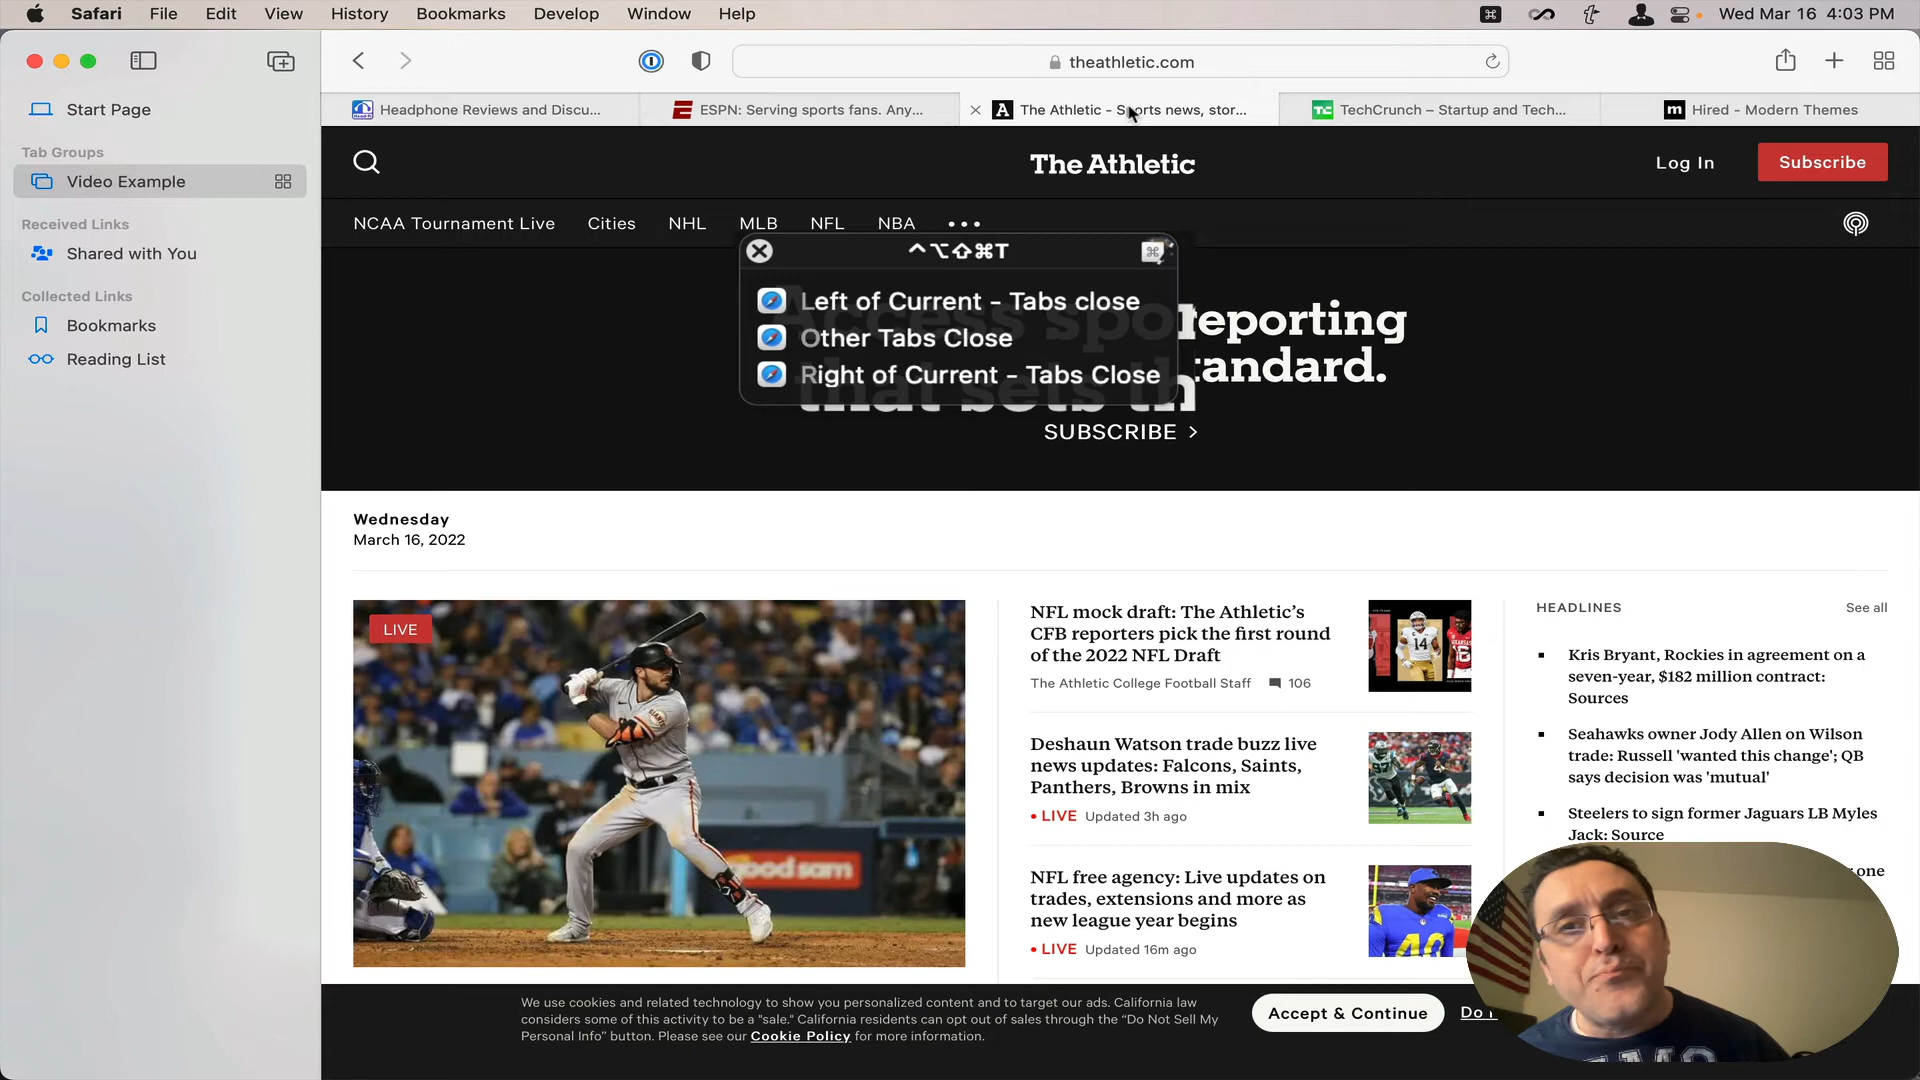 Safari File Edit View History Bookmarks Develop Window Help
Wed Mar 16 4:03 PM
theathletic.com
Headphone Reviews and Discu...
ESPN: Serving sports fans. Any...
The Athletic - Sports news, stor...
TechCrunch – Startup and Tech...
Hired - Modern Themes
Start Page
Tab Groups
Video Example
Received Links
Shared with You
Collected Links
Bookmarks
Reading List
The Athletic
Log In
Subscribe
NCAA Tournament Live Cities NHL MLB NFL NBA •••
^⌥⇧⌘T
Left of Current - Tabs close
Other Tabs Close
Right of Current - Tabs Close
Access spo reporting
that sets th tandard.
SUBSCRIBE >
Wednesday
March 16, 2022
LIVE
good sam
NFL mock draft: The Athletic’s
CFB reporters pick the first round
of the 2022 NFL Draft
The Athletic College Football Staff 106
Deshaun Watson trade buzz live
news updates: Falcons, Saints,
Panthers, Browns in mix
• LIVE Updated 3h ago
NFL free agency: Live updates on
trades, extensions and more as
new league year begins
• LIVE Updated 16m ago
HEADLINES
See all
Kris Bryant, Rockies in agreement on a
seven-year, $182 million contract:
Sources
Seahawks owner Jody Allen on Wilson
trade: Russell 'wanted this change'; QB
says decision was 'mutual'
Steelers to sign former Jaguars LB Myles
Jack: Source
one
We use cookies and related technology to show you personalized content and to target our ads. California law
considers some of this activity to be a "sale." California residents can opt out of sales through the “Do Not Sell My
Personal Info” button. Please see our Cookie Policy for more information.
Accept & Continue
Do